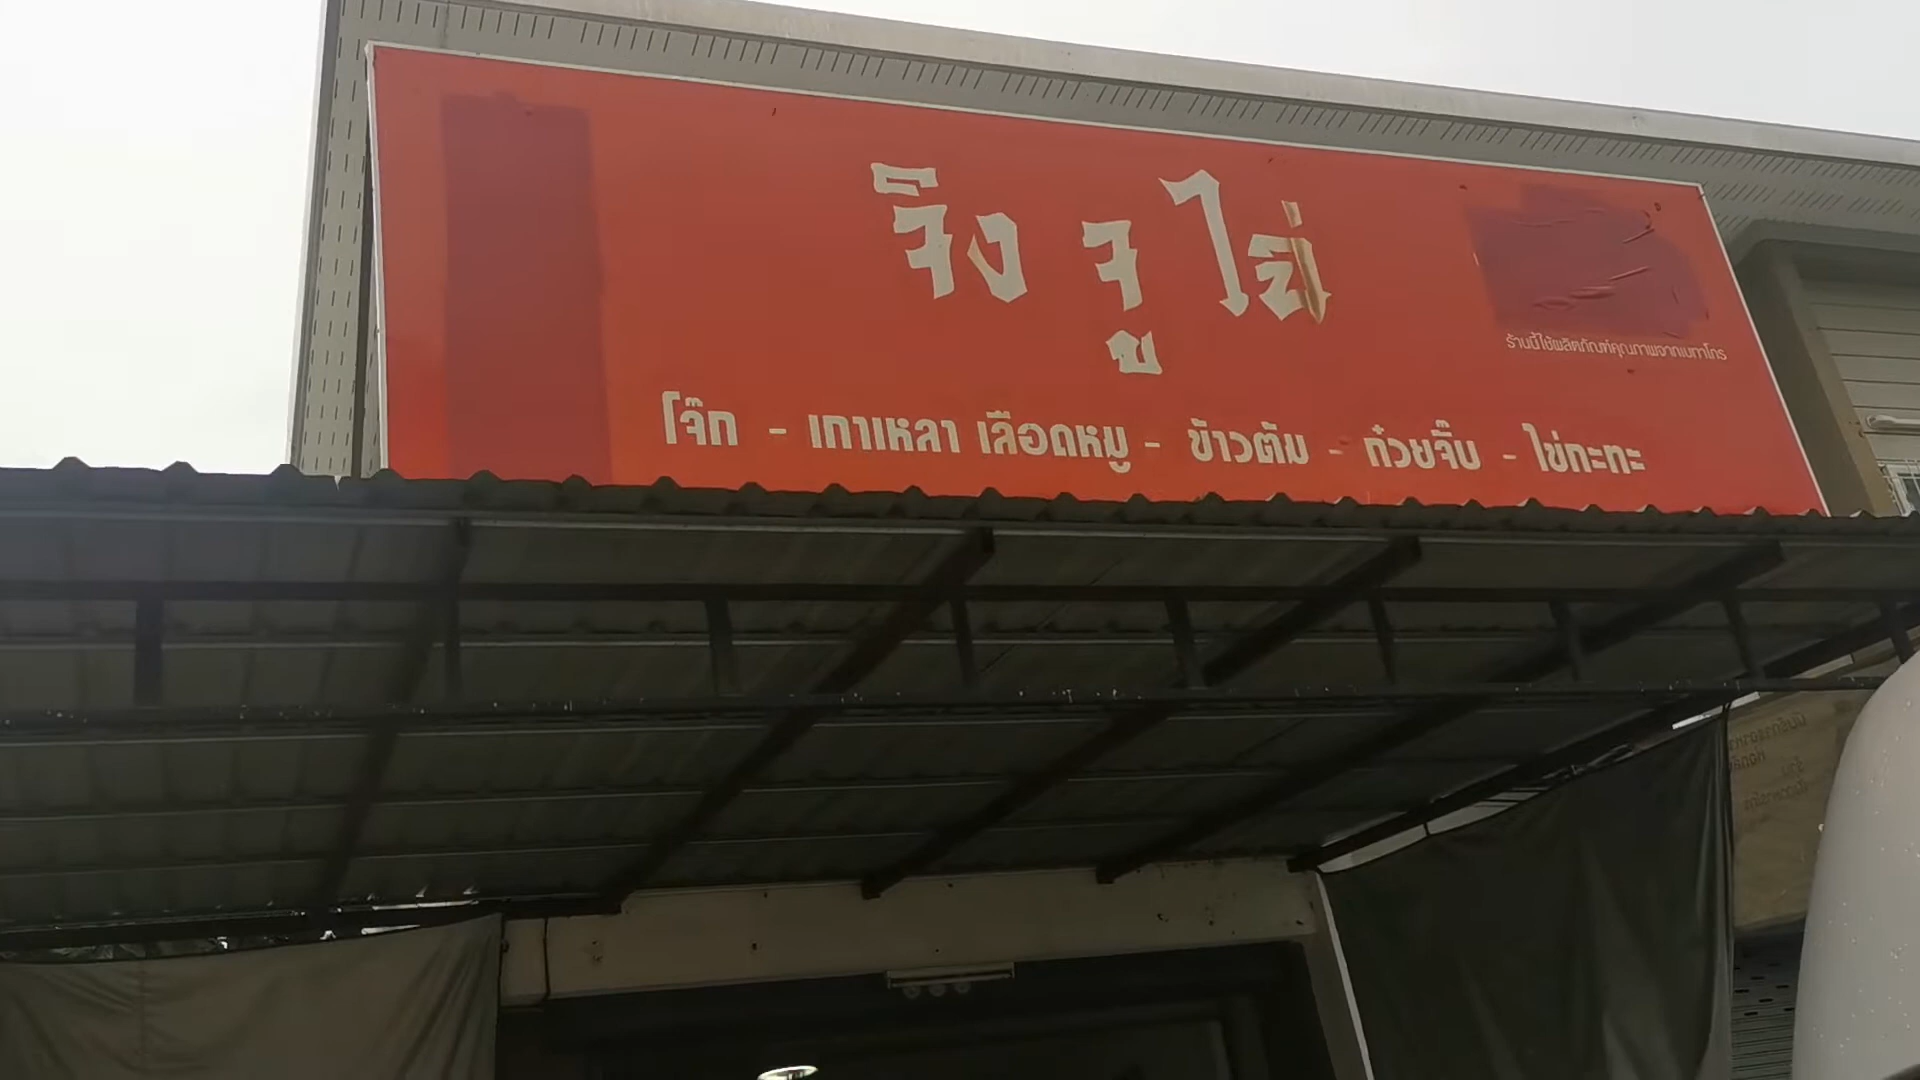 จิง จู ไฉ่
ร้านนี้ใช้ผลิตภัณฑ์คุณภาพจากเบทาโกร
โจ๊ก - เกาเหลา เลือดหมู - ข้าวต้ม - ก๋วยจั๊บ - ไข่กะทะ